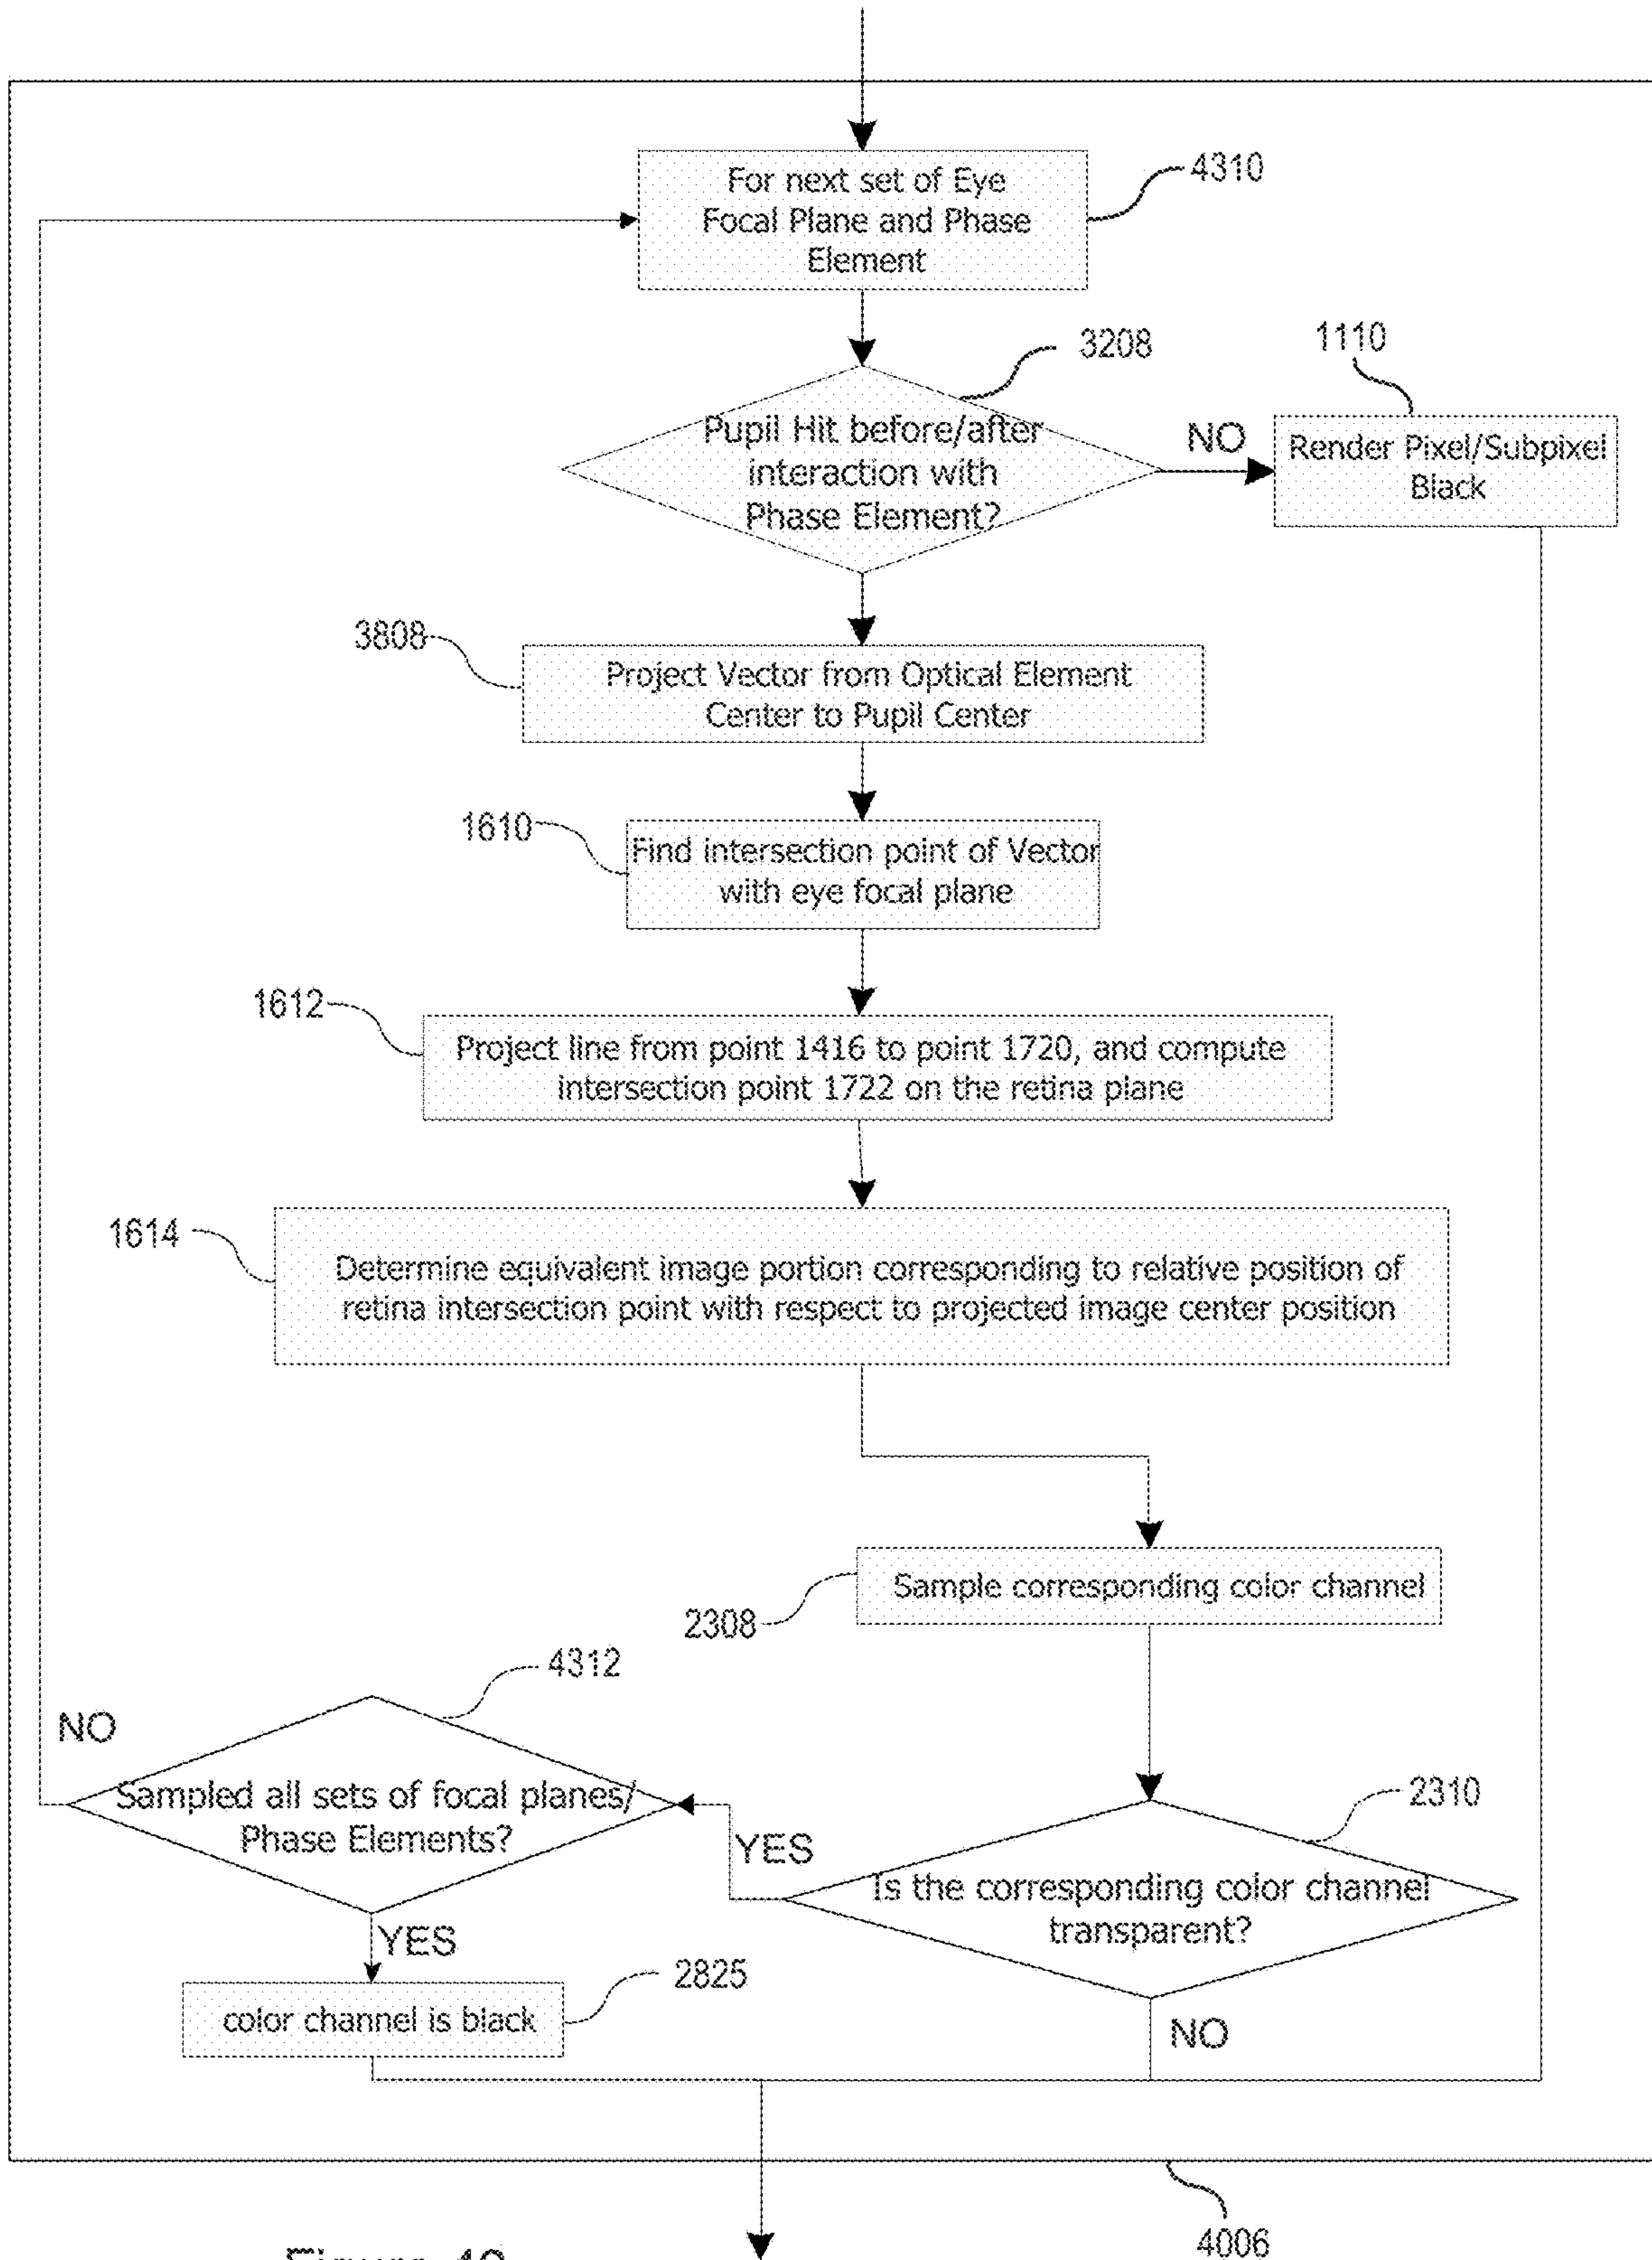 For next set of Eye
Focal Plane and Phase
Element
4310
3208
Pupil Hit before/after
interaction with
Phase Element?
NO
1110
Render Pixel/Subpixel
Black
3808
Project Vector from Optical Element
Center to Pupil Center
1610
Find intersection point of Vector
with eye focal plane
1612
Project line from point 1416 to point 1720, and compute
intersection point 1722 on the retina plane
1614
Determine equivalent image portion corresponding to relative position of
retina intersection point with respect to projected image center position
2308
Sample corresponding color channel
4312
NO
Sampled all sets of focal planes/
Phase Elements?
YES
2310
Is the corresponding color channel
transparent?
YES
NO
color channel is black
2825
4006